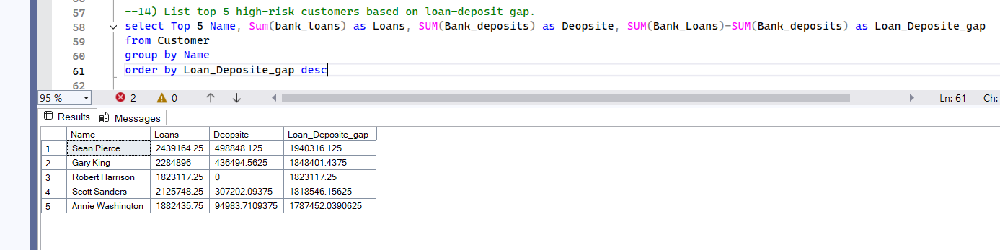 57 --14) List top 5 high-risk customers based on loan-deposit gap.
58 select Top 5 Name, Sum(bank_loans) as Loans, SUM(Bank_deposits) as Deopsite, SUM(Bank_Loans)-SUM(Bank_deposits) as Loan_Deposite_gap
59 from Customer
60 group by Name
61 order by Loan_Deposite_gap desc
62
95 % 2 0 Ln: 61 Ch:
Results Messages
Name Loans Deopsite Loan_Deposite_gap
1 Sean Pierce 2439164.25 498848.125 1940316.125
2 Gary King 2284896 436494.5625 1848401.4375
3 Robert Harrison 1823117.25 0 1823117.25
4 Scott Sanders 2125748.25 307202.09375 1818546.15625
5 Annie Washington 1882435.75 94983.7109375 1787452.0390625